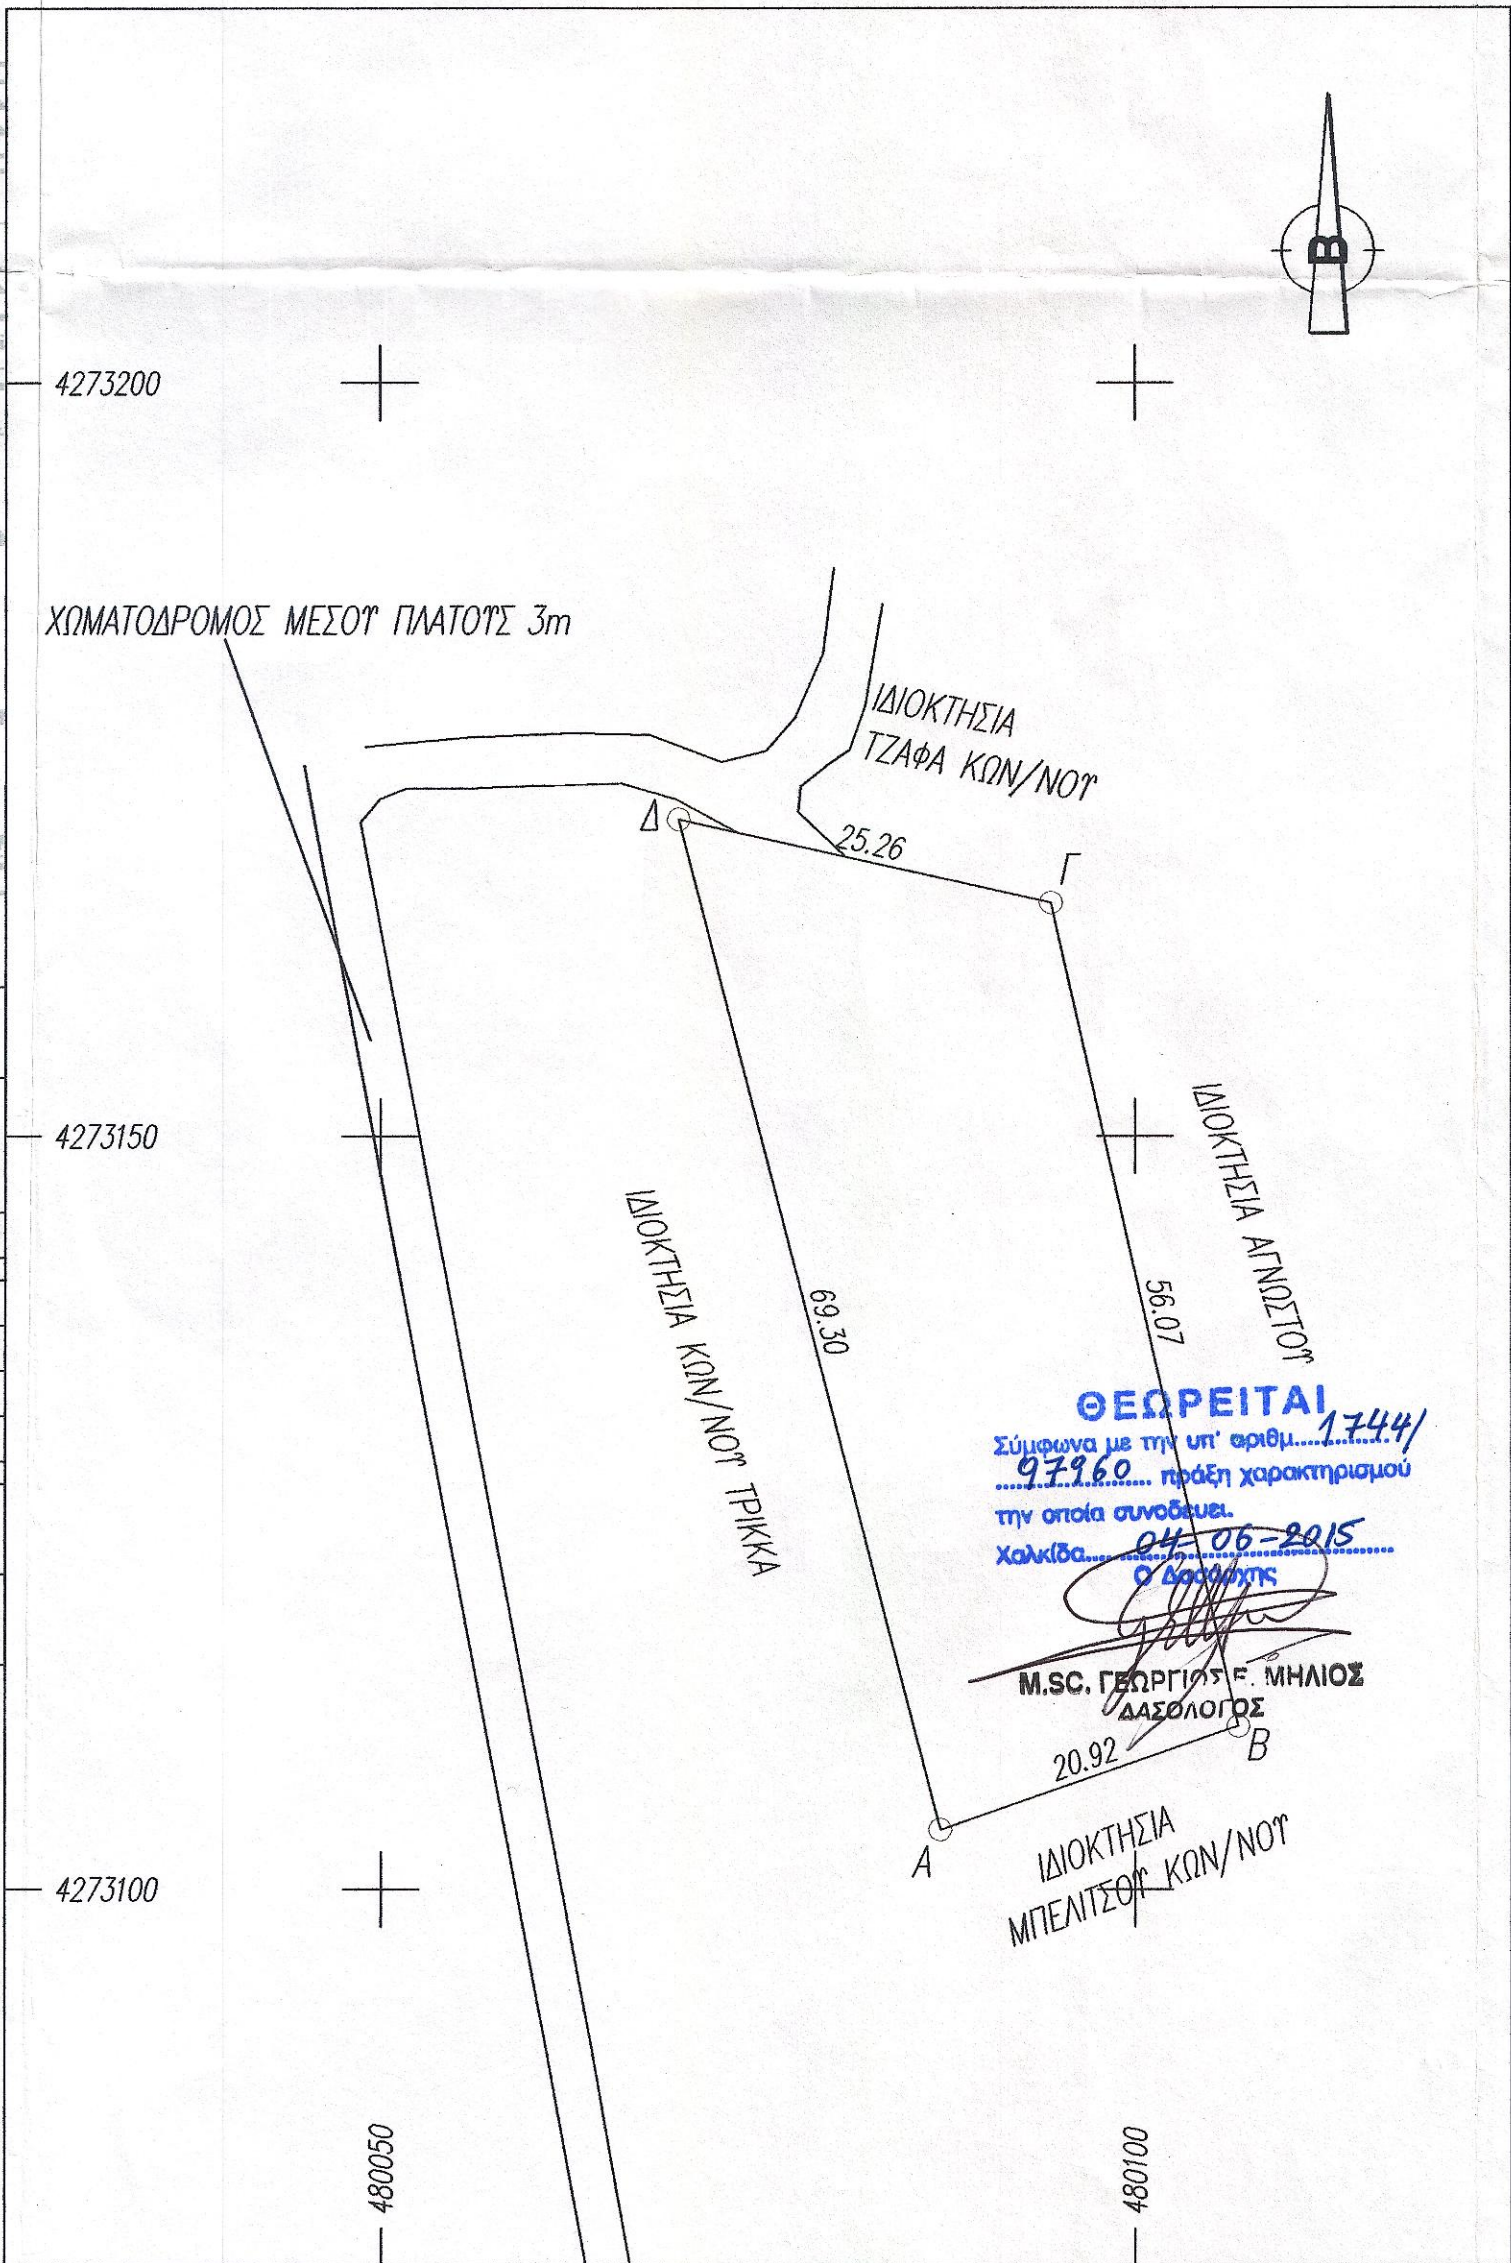 Β
4273200
ΧΩΜΑΤΟΔΡΟΜΟΣ ΜΕΣΟΥ ΠΛΑΤΟΥΣ 3m
ΙΔΙΟΚΤΗΣΙΑ
ΤΖΑΦΑ ΚΩΝ/ΝΟΥ
Δ
25.26
Γ
4273150
ΙΔΙΟΚΤΗΣΙΑ ΑΓΝΩΣΤΟΥ
ΙΔΙΟΚΤΗΣΙΑ ΚΩΝ/ΝΟΥ ΤΡΙΚΚΑ
69.30
56.07
ΘΕΩΡΕΙΤΑΙ
Σύμφωνα με την υπ' αριθμ.....1744/
97960 πράξη χαρακτηρισμού
την οποία συνοδευει.
Χαλκίδα.....04-06-2015
Ο Δασάρχης
M.SC. ΓΕΩΡΓΙΟΣ Ε. ΜΗΛΙΟΣ
ΔΑΣΟΛΟΓΟΣ
20.92
Β
Α
ΙΔΙΟΚΤΗΣΙΑ
ΜΠΕΛΙΤΣΟΥ ΚΩΝ/ΝΟΥ
4273100
480050
480100